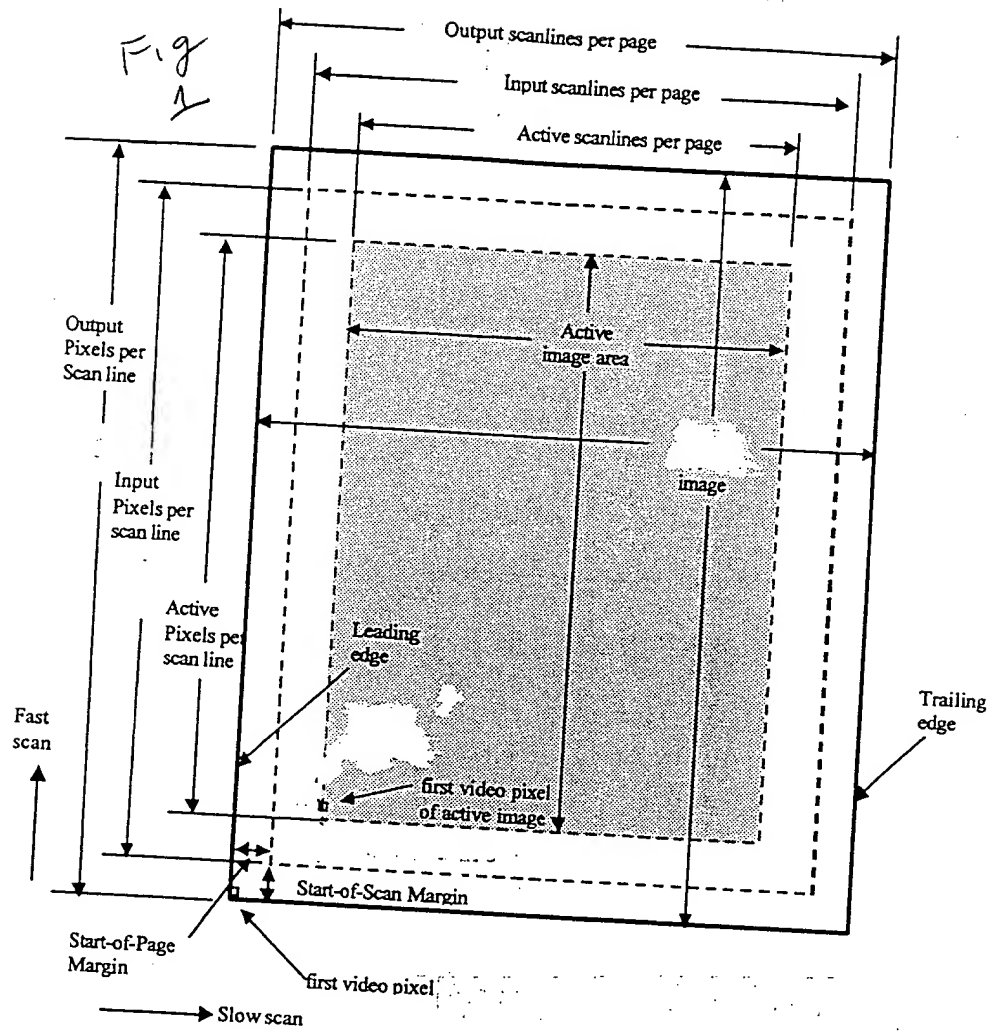 Fig
1
Output scanlines per page
Input scanlines per page
Active scanlines per page
Output
Pixels per
Scan line
Active
image area
Input
Pixels per
scan line
image
Active
Pixels per
scan line
Leading
edge
Trailing
edge
Fast
scan
first video pixel
of active image
Start-of-Scan Margin
Start-of-Page
Margin
first video pixel
Slow scan